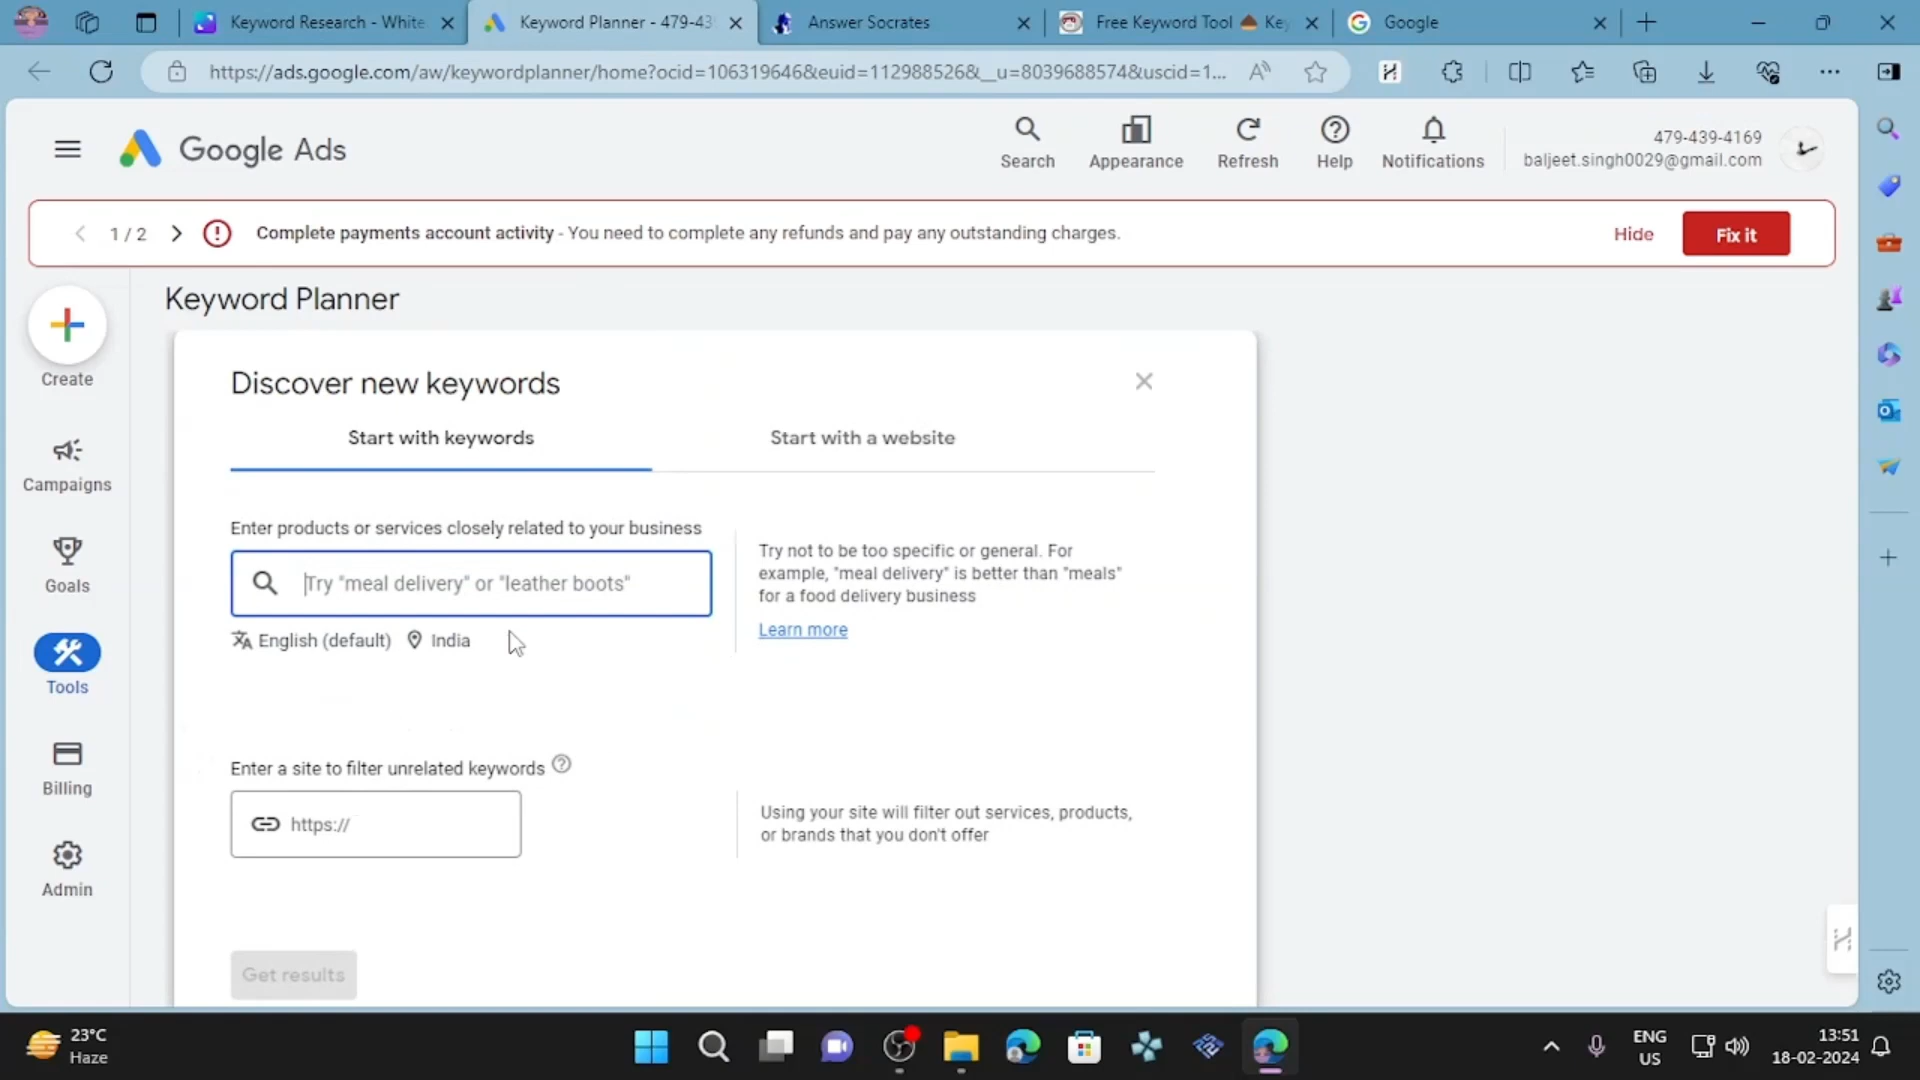 Keyword Research - White
Keyword Planner - 479-43
Answer Socrates
Free Keyword Tool
Google
https://ads.google.com/aw/keywordplanner/home?ocid=106319646&euid=112988526&__u=8039688574&uscid=1...
Google Ads
Search
Appearance
Refresh
Help
Notifications
479-439-4169
baljeet.singh0029@gmail.com
1 / 2
Complete payments account activity - You need to complete any refunds and pay any outstanding charges.
Hide
Fix it
Create
Campaigns
Goals
Tools
Billing
Admin
Keyword Planner
Discover new keywords
Start with keywords
Start with a website
Enter products or services closely related to your business
Try "meal delivery" or "leather boots"
English (default)
India
Try not to be too specific or general. For
example, "meal delivery" is better than "meals"
for a food delivery business
Learn more
Enter a site to filter unrelated keywords
https://
Using your site will filter out services, products,
or brands that you don't offer
Get results
23°C
Haze
ENG
US
13:51
18-02-2024